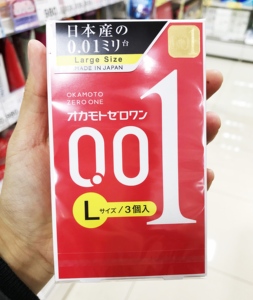 日本産の
0.01ミリ台
Large Size
MADE IN JAPAN
OKAMOTO
ZERO ONE
オカモトゼロワン
0.01
Lサイズ/3個入